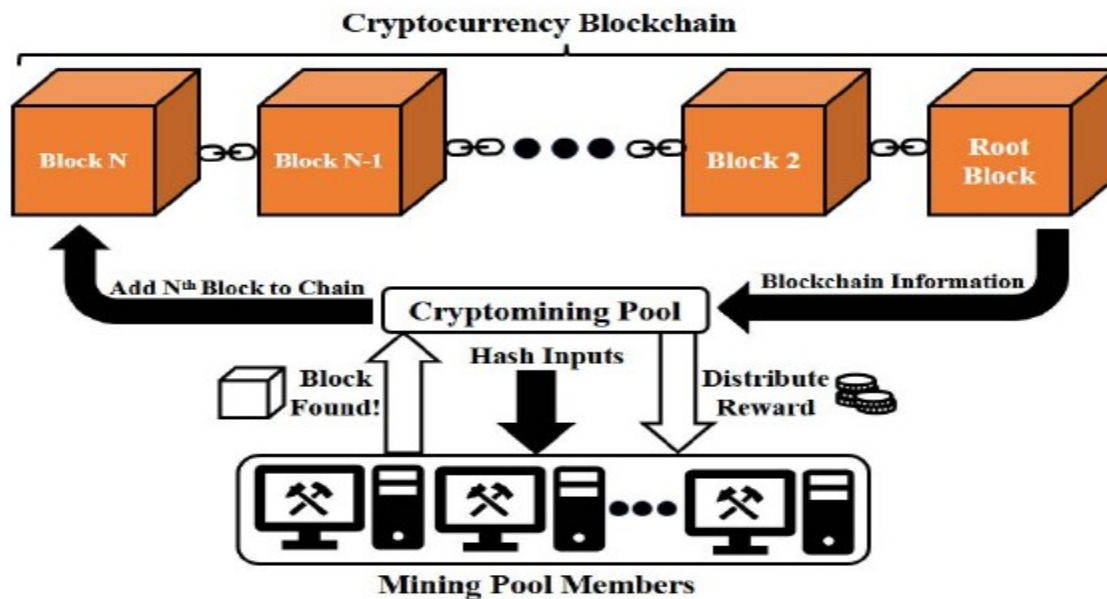 Cryptocurrency Blockchain
Block N
Block N-1
Block 2
Root
Block
Add Nth Block to Chain
Blockchain Information
Cryptomining Pool
Block
Found!
Hash Inputs
Distribute
Reward
Mining Pool Members